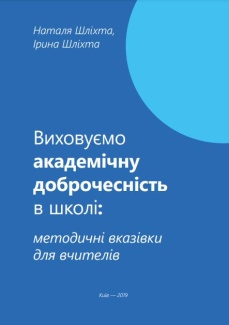 Наталя Шліхта,
Ірина Шліхта
Виховуємо
академічну
доброчесність
в школі:
методичні вказівки
для вчителів
Київ — 2019